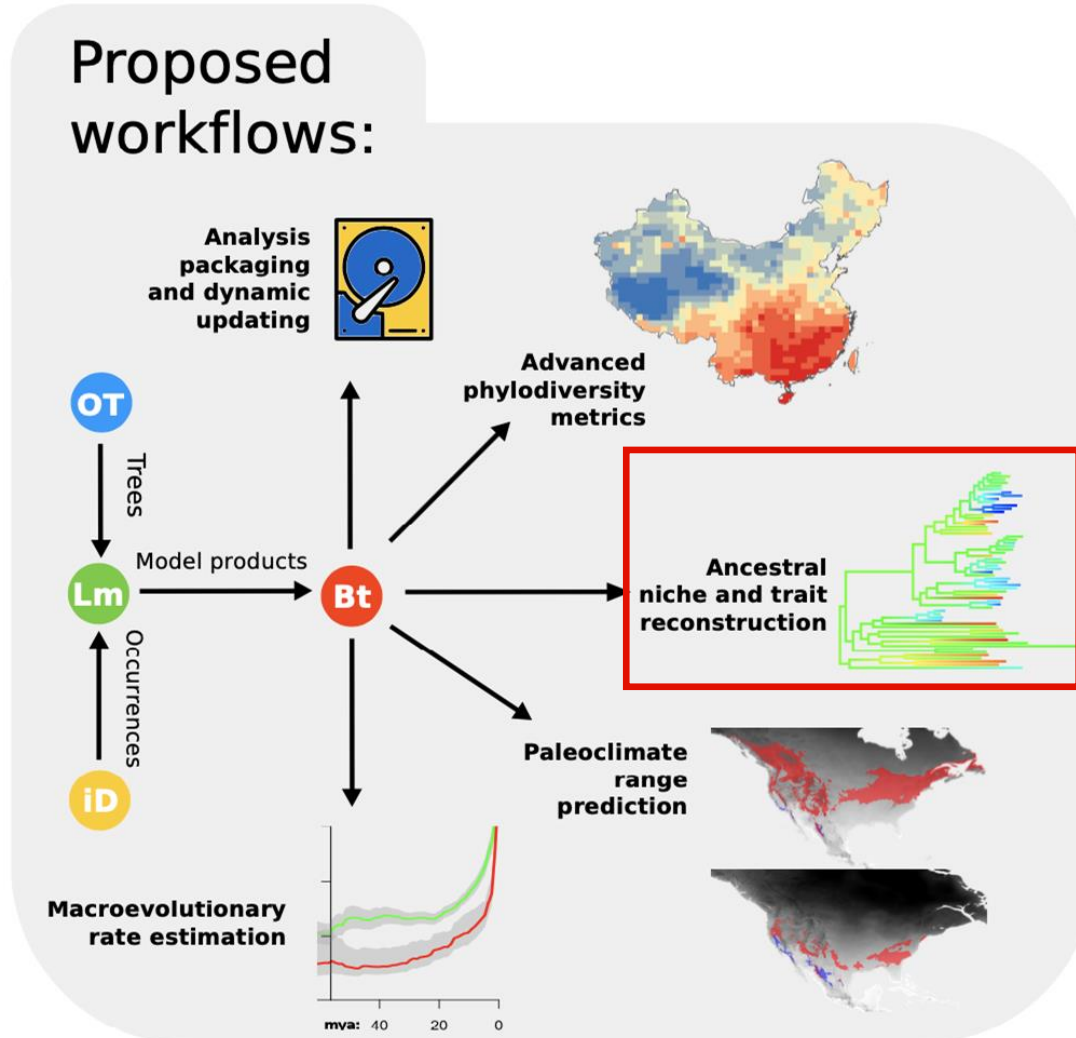 Proposed
workflows:
Analysis
packaging
and dynamic
updating
Advanced
phylodiversity
metrics
OT
Trees
Model products
Lm
Bt
Ancestral
niche and trait
reconstruction
Occurrences
iD
Paleoclimate
range
prediction
Macroevolutionary
rate estimation
mya: 40 20 0